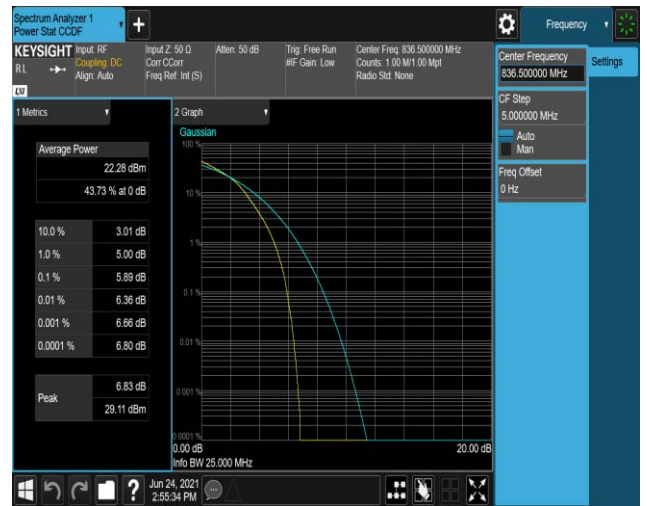 Spectrum Analyzer 1
Power Stat CCDF
+
Frequency
KEYSIGHT
RL
LXI
Input: RF
Coupling: DC
Align: Auto
Input Z: 50 Ω
Corr CCorr
Freq Ref: Int (S)
Atten: 50 dB
Trig: Free Run
#IF Gain: Low
Center Freq: 836.500000 MHz
Counts: 1.00 M/1.00 Mpt
Radio Std: None
Center Frequency
836.500000 MHz
Settings
CF Step
5.000000 MHz
Auto
Man
Freq Offset
0 Hz
1 Metrics
Average Power
22.28 dBm
43.73 % at 0 dB
10.0 % 3.01 dB
1.0 % 5.00 dB
0.1 % 5.89 dB
0.01 % 6.36 dB
0.001 % 6.66 dB
0.0001 % 6.80 dB
Peak
6.83 dB
29.11 dBm
2 Graph
Gaussian
100 %
10 %
1 %
0.1 %
0.01 %
0.001 %
0.0001 %
0.00 dB
20.00 dB
Info BW 25.000 MHz
?
Jun 24, 2021
2:55:34 PM